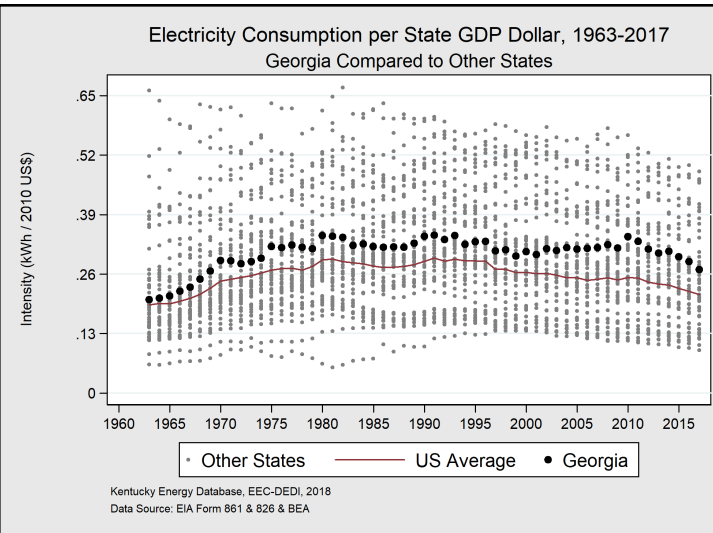 Electricity Consumption per State GDP Dollar, 1963-2017
Georgia Compared to Other States
Intensity (kWh / 2010 US$)
.65
.52
.39
.26
.13
0
1960 1965 1970 1975 1980 1985 1990 1995 2000 2005 2010 2015
Other States US Average Georgia
Kentucky Energy Database, EEC-DEDI, 2018
Data Source: EIA Form 861 & 826 & BEA